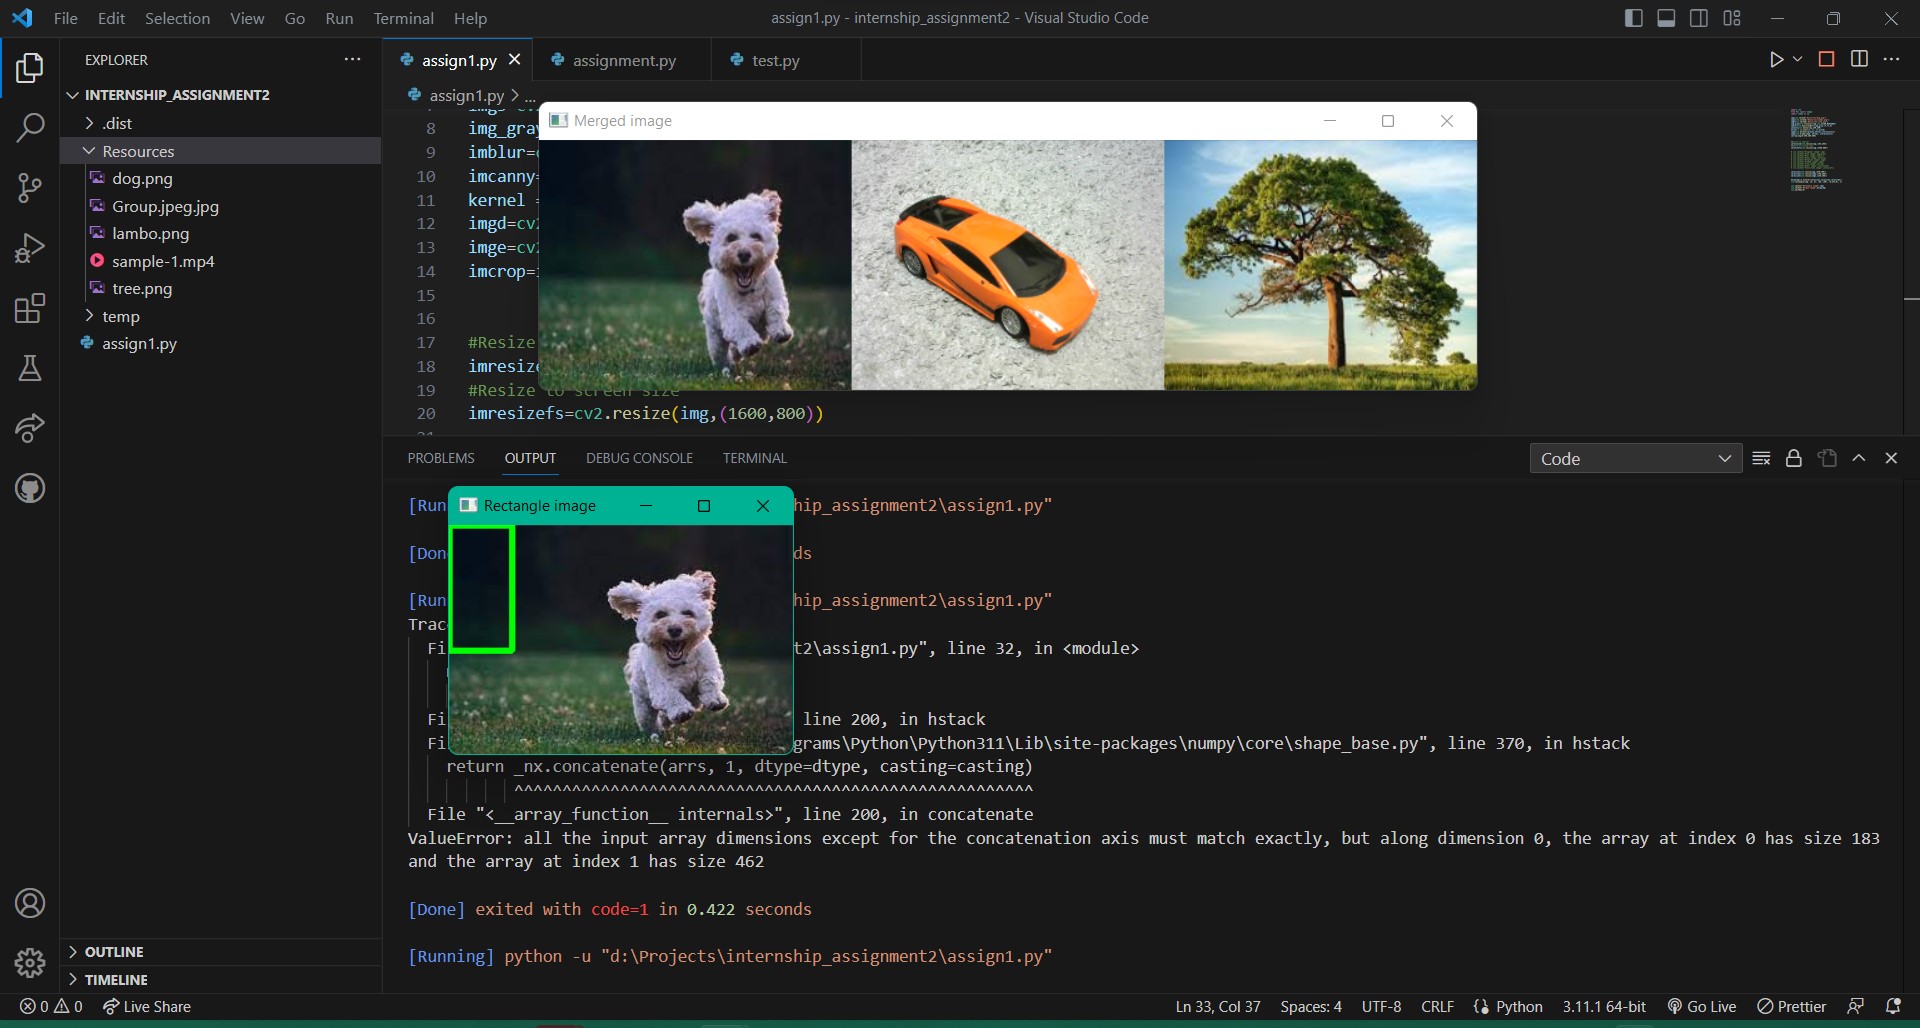 File Edit Selection View Go Run Terminal Help
assign1.py - internship_assignment2 - Visual Studio Code
EXPLORER
INTERNSHIP_ASSIGNMENT2
.dist
Resources
dog.png
Group.jpeg.jpg
lambo.png
sample-1.mp4
tree.png
temp
assign1.py
OUTLINE
TIMELINE
assign1.py assignment.py test.py
assign1.py > ...
Merged image
8 img_gray
9 imblur=
10 imcanny=
11 kernel =
12 imgd=cv2
13 imge=cv2
14 imcrop=
15
16
17 #Resize
18 imresize
19 #Resize to screen size
20 imresizefs=cv2.resize(img,(1600,800))
PROBLEMS OUTPUT DEBUG CONSOLE TERMINAL
Code
Rectangle image
[Run hip_assignment2\assign1.py"
[Don ds
[Run hip_assignment2\assign1.py"
Trac
Fi t2\assign1.py", line 32, in <module>
Fi line 200, in hstack
Fi grams\Python\Python311\Lib\site-packages\numpy\core\shape_base.py", line 370, in hstack
return _nx.concatenate(arrs, 1, dtype=dtype, casting=casting)
^^^^^^^^^^^^^^^^^^^^^^^^^^^^^^^^^^^^^^^^^^^^^^^^^^^^^^
File "<__array_function__ internals>", line 200, in concatenate
ValueError: all the input array dimensions except for the concatenation axis must match exactly, but along dimension 0, the array at index 0 has size 183
and the array at index 1 has size 462
[Done] exited with code=1 in 0.422 seconds
[Running] python -u "d:\Projects\internship_assignment2\assign1.py"
0 0 Live Share
Ln 33, Col 37 Spaces: 4 UTF-8 CRLF Python 3.11.1 64-bit Go Live Prettier